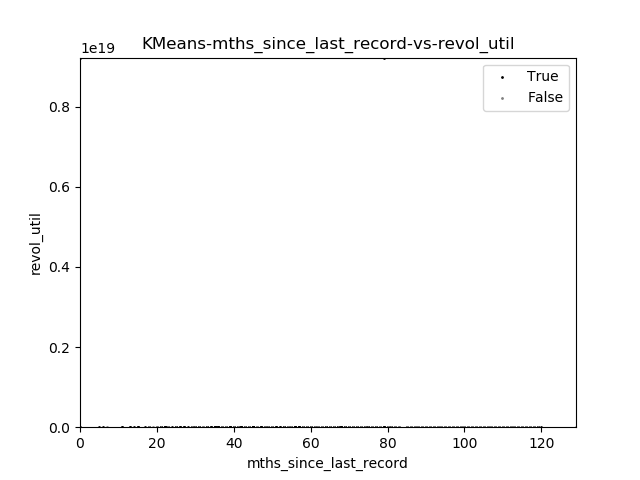 KMeans-mths_since_last_record-vs-revol_util
1e19
True
False
0.8
0.6
0.4
0.2
0.0
revol_util
0 20 40 60 80 100 120
mths_since_last_record